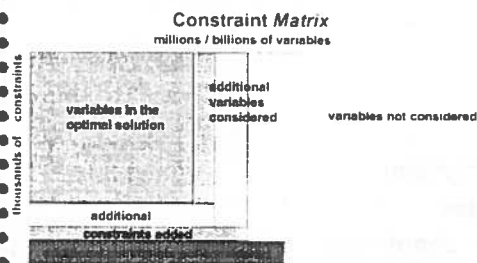 Constraint Matrix
millions / billions of variables
thousands of constraints
variables in the
optimal solution
additional
variables
considered
variables not considered
additional
constraints added